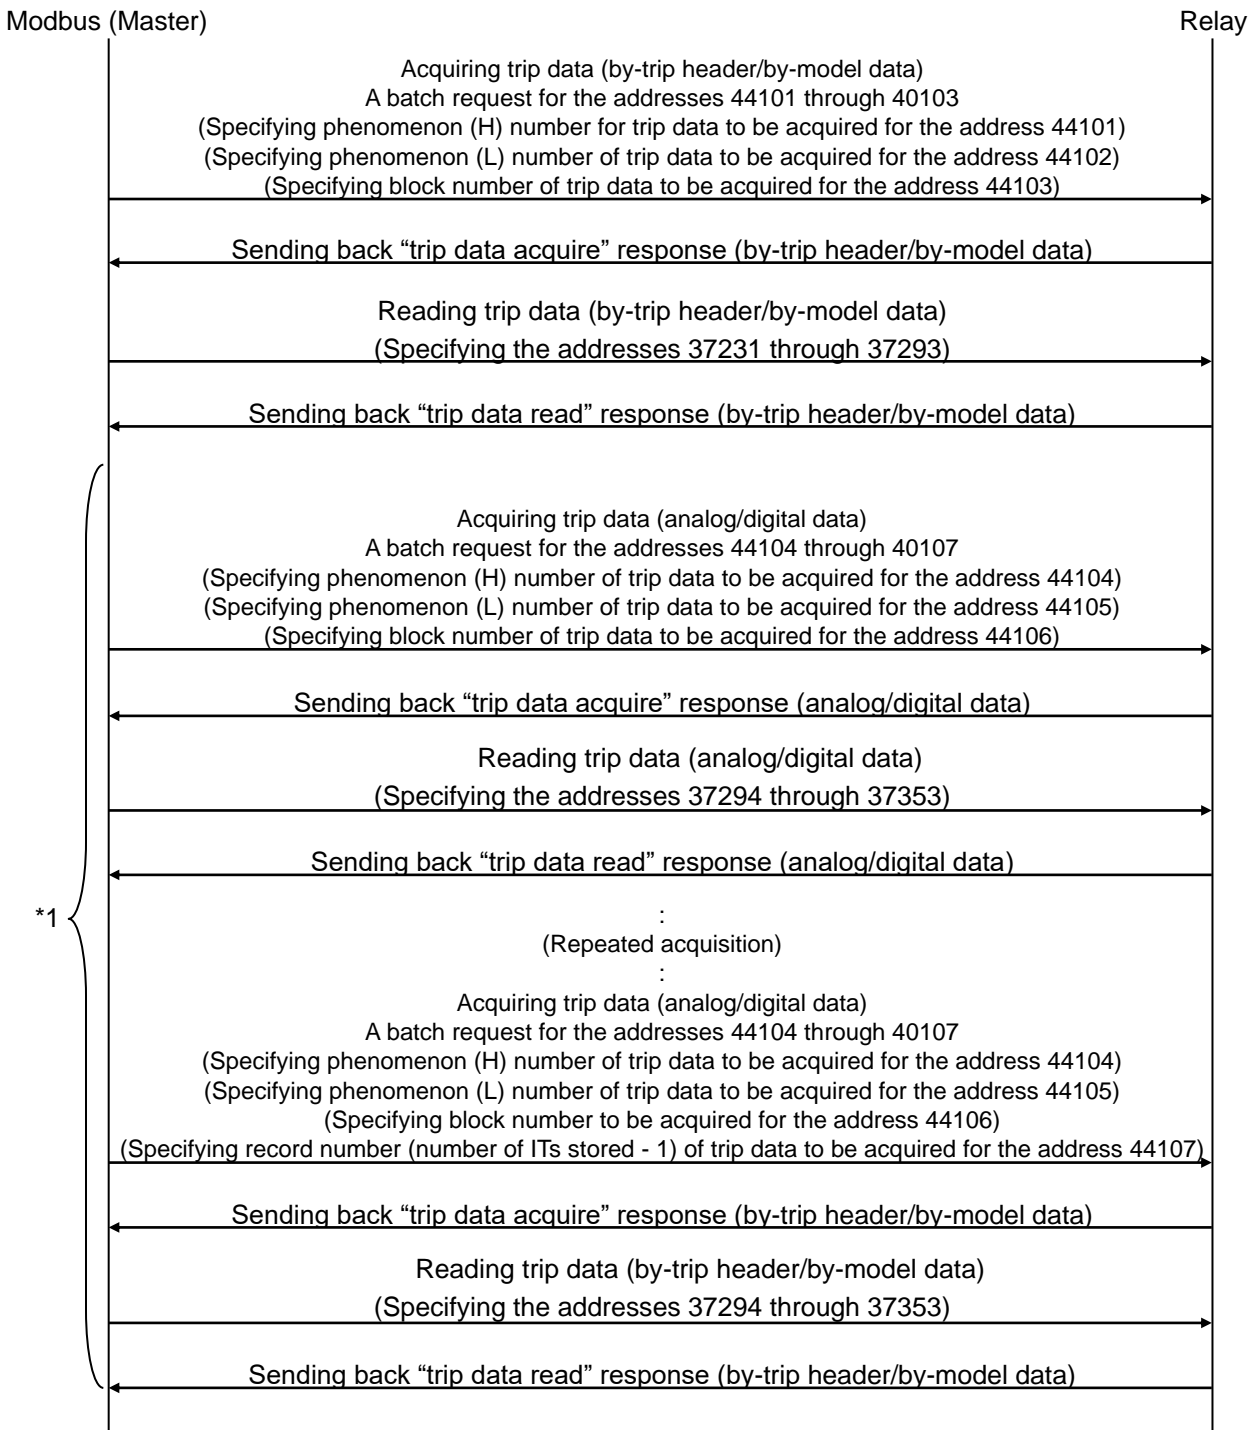 Modbus (Master)
Relay
Acquiring trip data (by-trip header/by-model data)
A batch request for the addresses 44101 through 40103
(Specifying phenomenon (H) number for trip data to be acquired for the address 44101)
(Specifying phenomenon (L) number of trip data to be acquired for the address 44102)
(Specifying block number of trip data to be acquired for the address 44103)
Sending back “trip data acquire” response (by-trip header/by-model data)
Reading trip data (by-trip header/by-model data)
(Specifying the addresses 37231 through 37293)
Sending back “trip data read” response (by-trip header/by-model data)
Acquiring trip data (analog/digital data)
A batch request for the addresses 44104 through 40107
(Specifying phenomenon (H) number of trip data to be acquired for the address 44104)
(Specifying phenomenon (L) number of trip data to be acquired for the address 44105)
(Specifying block number of trip data to be acquired for the address 44106)
Sending back “trip data acquire” response (analog/digital data)
Reading trip data (analog/digital data)
(Specifying the addresses 37294 through 37353)
Sending back “trip data read” response (analog/digital data)
*1
:
(Repeated acquisition)
:
Acquiring trip data (analog/digital data)
A batch request for the addresses 44104 through 40107
(Specifying phenomenon (H) number of trip data to be acquired for the address 44104)
(Specifying phenomenon (L) number of trip data to be acquired for the address 44105)
(Specifying block number to be acquired for the address 44106)
(Specifying record number (number of ITs stored - 1) of trip data to be acquired for the address 44107)
Sending back “trip data acquire” response (by-trip header/by-model data)
Reading trip data (by-trip header/by-model data)
(Specifying the addresses 37294 through 37353)
Sending back “trip data read” response (by-trip header/by-model data)